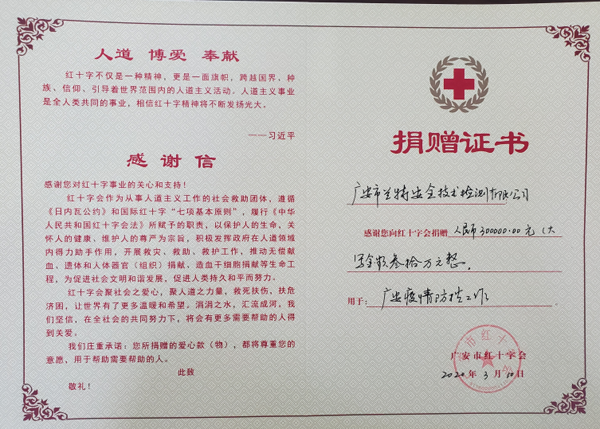 人道 博爱 奉献
红十字不仅是一种精神，更是一面旗帜，跨越国界、种
族、信仰，引导着世界范围内的人道主义活动。人道主义事业
是全人类共同的事业，相信红十字精神将不断发扬光大。
——习近平
感谢信
感谢您对红十字事业的关心和支持！
红十字会作为从事人道主义工作的社会救助团体，遵循
《日内瓦公约》和国际红十字“七项基本原则”，履行《中华
人民共和国红十字会法》所赋予的职责，以保护人的生命，关
怀人的健康、维护人的尊严为宗旨，积极发挥政府在人道领域
内得力助手作用，开展救灾、救助、救护工作，推动无偿献
血、遗体和人体器官（组织）捐献、造血干细胞捐献等生命工
程，为促进社会文明和谐发展，促进人类持久和平而努力。
红十字会聚社会之爱心，聚人道之力量，救死扶伤，扶危
济困，让世界有了更多温暖和希望。涓涓之水，汇流成河，我
们坚信，在全社会的共同努力下，将会有更多需要帮助的人得
到关爱。
我们庄重承诺：您所捐赠的爱心款（物），都将尊重您的
意愿，用于帮助需要帮助的人。
此致
敬礼！
捐赠证书
广安市兰特安全技术检测有限公司
感谢您向红十字会捐赠 人民币300000.00元（大
写金额叁拾万元整
用于：广安疫情防控工作
广安市红十字会
2020年3月10日